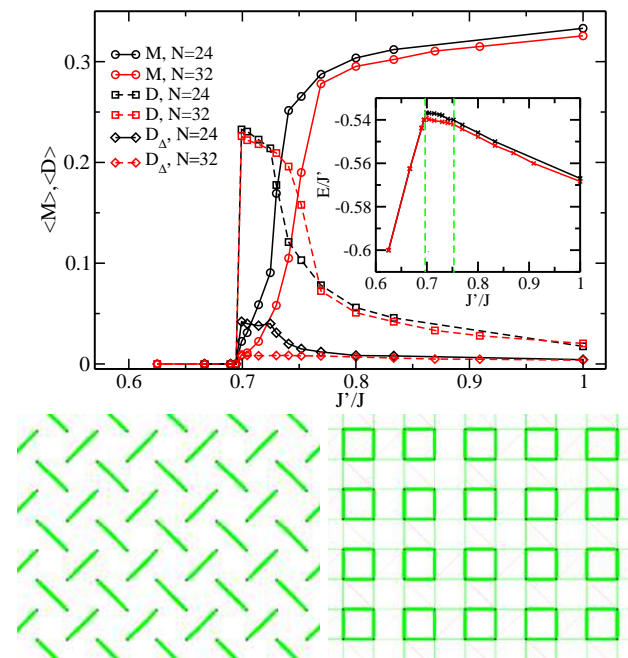 0.3
0.2
0.1
0
<M>,<D>
M, N=24
M, N=32
D, N=24
D, N=32
D_Δ, N=24
D_Δ, N=32
-0.54
-0.56
-0.58
-0.6
E/J'
0.6 0.7 0.8 0.9 1
J'/J
0.6 0.7 0.8 0.9 1
J'/J